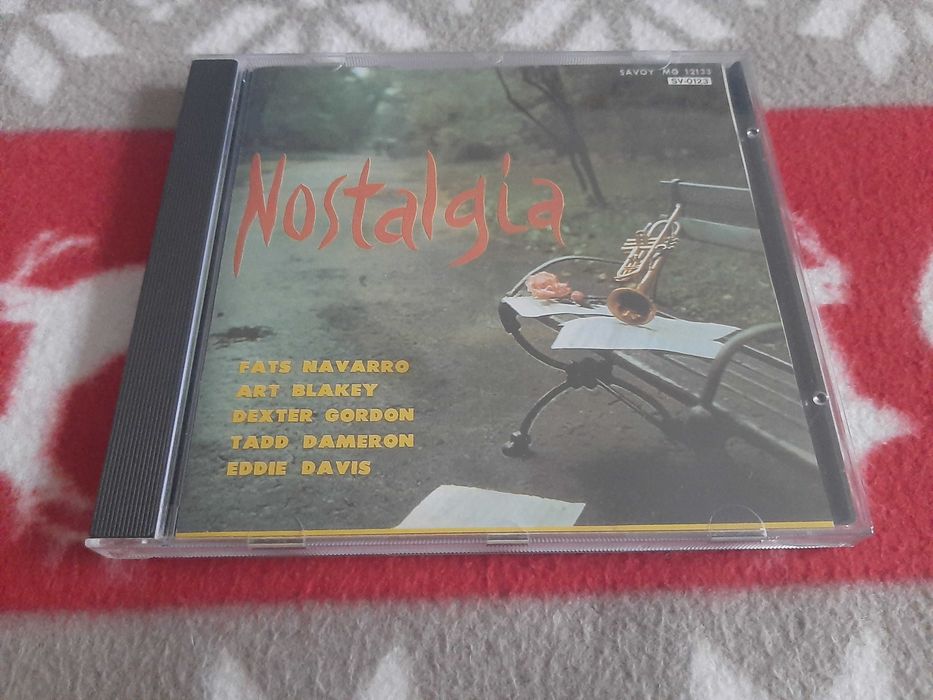 SAVOY MG 12133
SV-0123
Nostalgia
FATS NAVARRO
ART BLAKEY
DEXTER GORDON
TADD DAMERON
EDDIE DAVIS